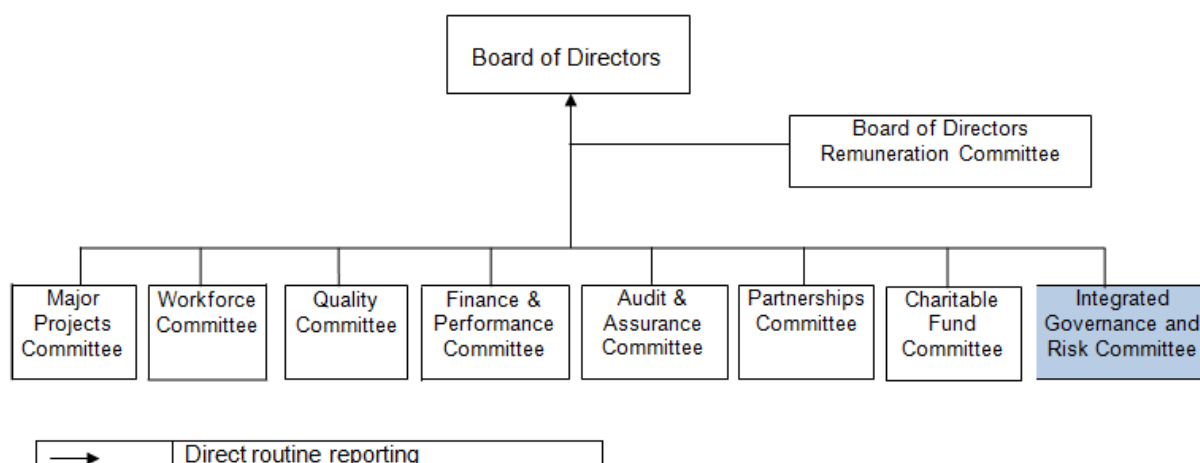 Board of Directors
Board of Directors
Remuneration Committee
Major
Projects
Committee
Workforce
Committee
Quality
Committee
Finance &
Performance
Committee
Audit &
Assurance
Committee
Partnerships
Committee
Charitable
Fund
Committee
Integrated
Governance and
Risk Committee
Direct routine reporting